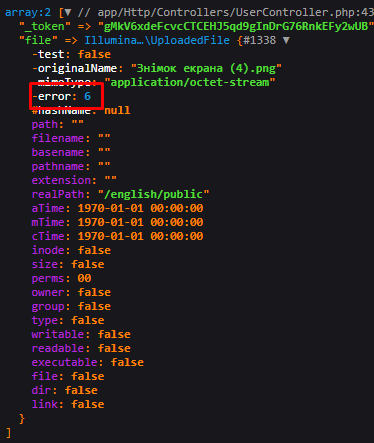 array:2 [▼ // app/Http/Controllers/UserController.php:43
"_token" => "gMkV6xdeFcvcCTCEHJ5qd9gInDrG76RnkEFy2wUB"
"file" => Illumina…\UploadedFile {#1338 ▼
-test: false
-originalName: "Знімок екрана (4).png"
-mimeType: "application/octet-stream"
-error: 6
#hashName: null
path: ""
filename: ""
basename: ""
pathname: ""
extension: ""
realPath: "/english/public"
aTime: 1970-01-01 00:00:00
mTime: 1970-01-01 00:00:00
cTime: 1970-01-01 00:00:00
inode: false
size: false
perms: 00
owner: false
group: false
type: false
writable: false
readable: false
executable: false
file: false
dir: false
link: false
}
]